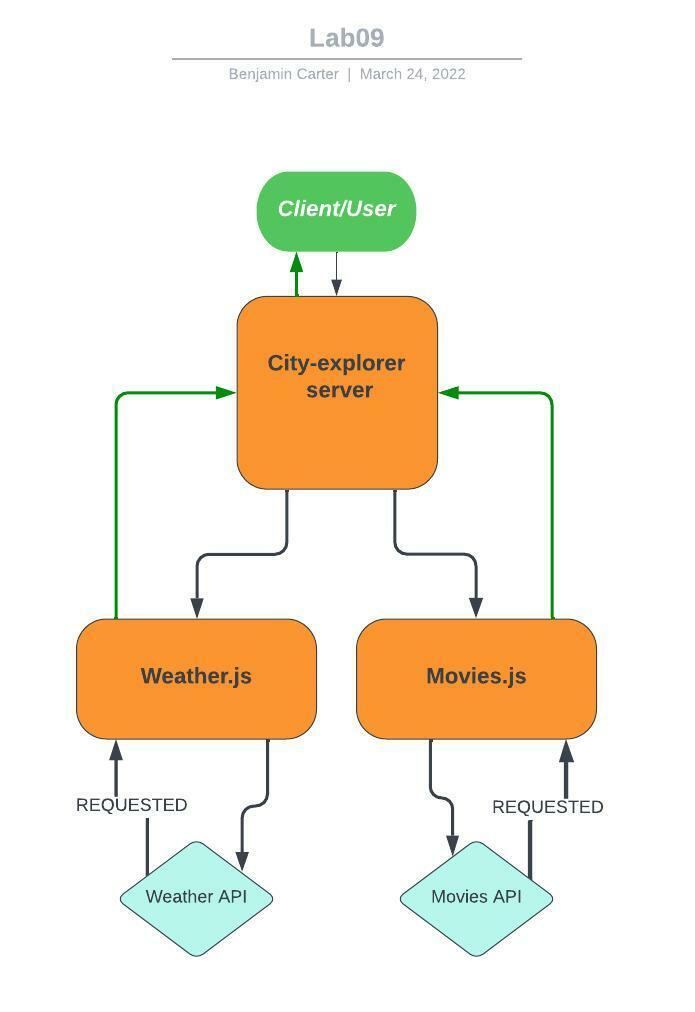 Lab09
Benjamin Carter | March 24, 2022
Client/User
City-explorer
server
Weather.js
Movies.js
REQUESTED
REQUESTED
Weather API
Movies API